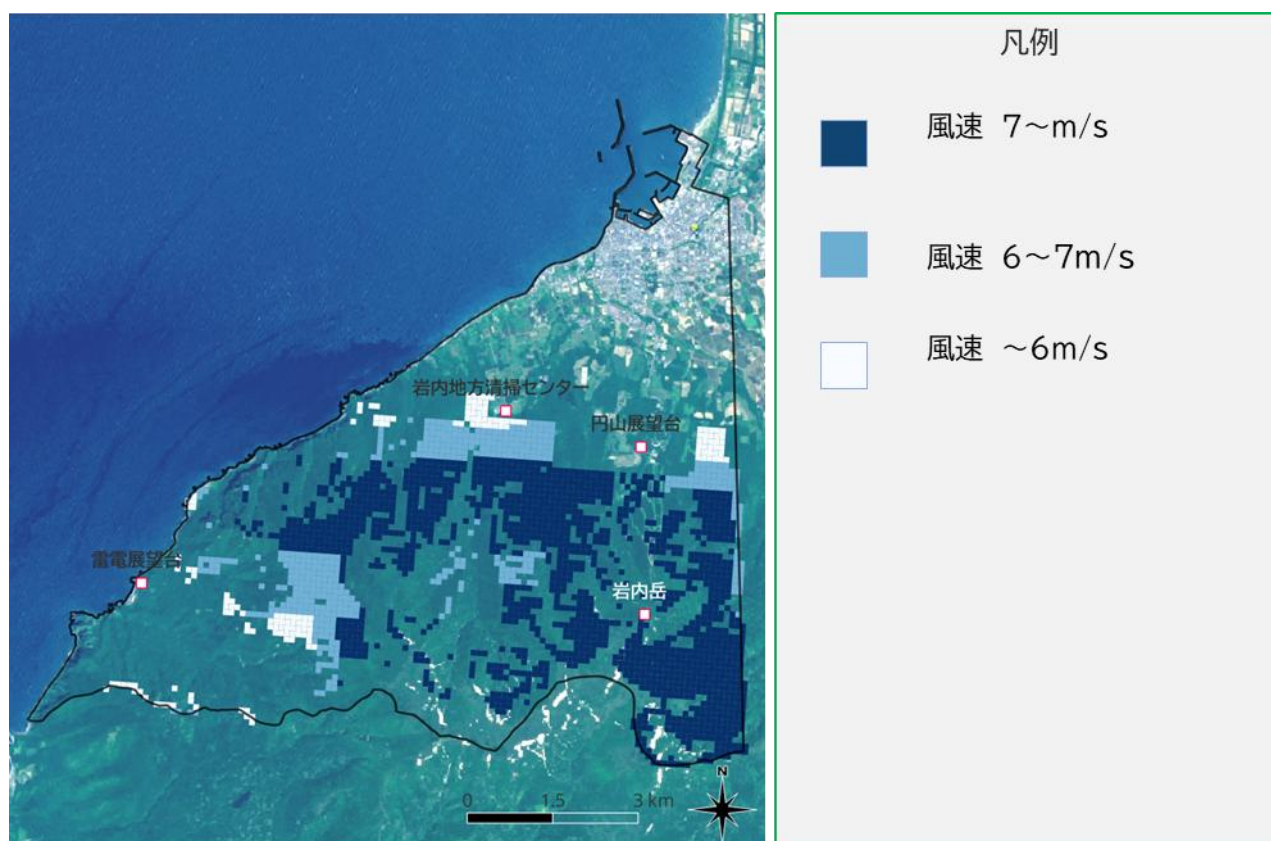 凡例
風速 7～m/s
風速 6～7m/s
風速 ～6m/s
岩内地方清掃センター
円山展望台
雷電展望台
岩内岳
N
0 1.5 3 km